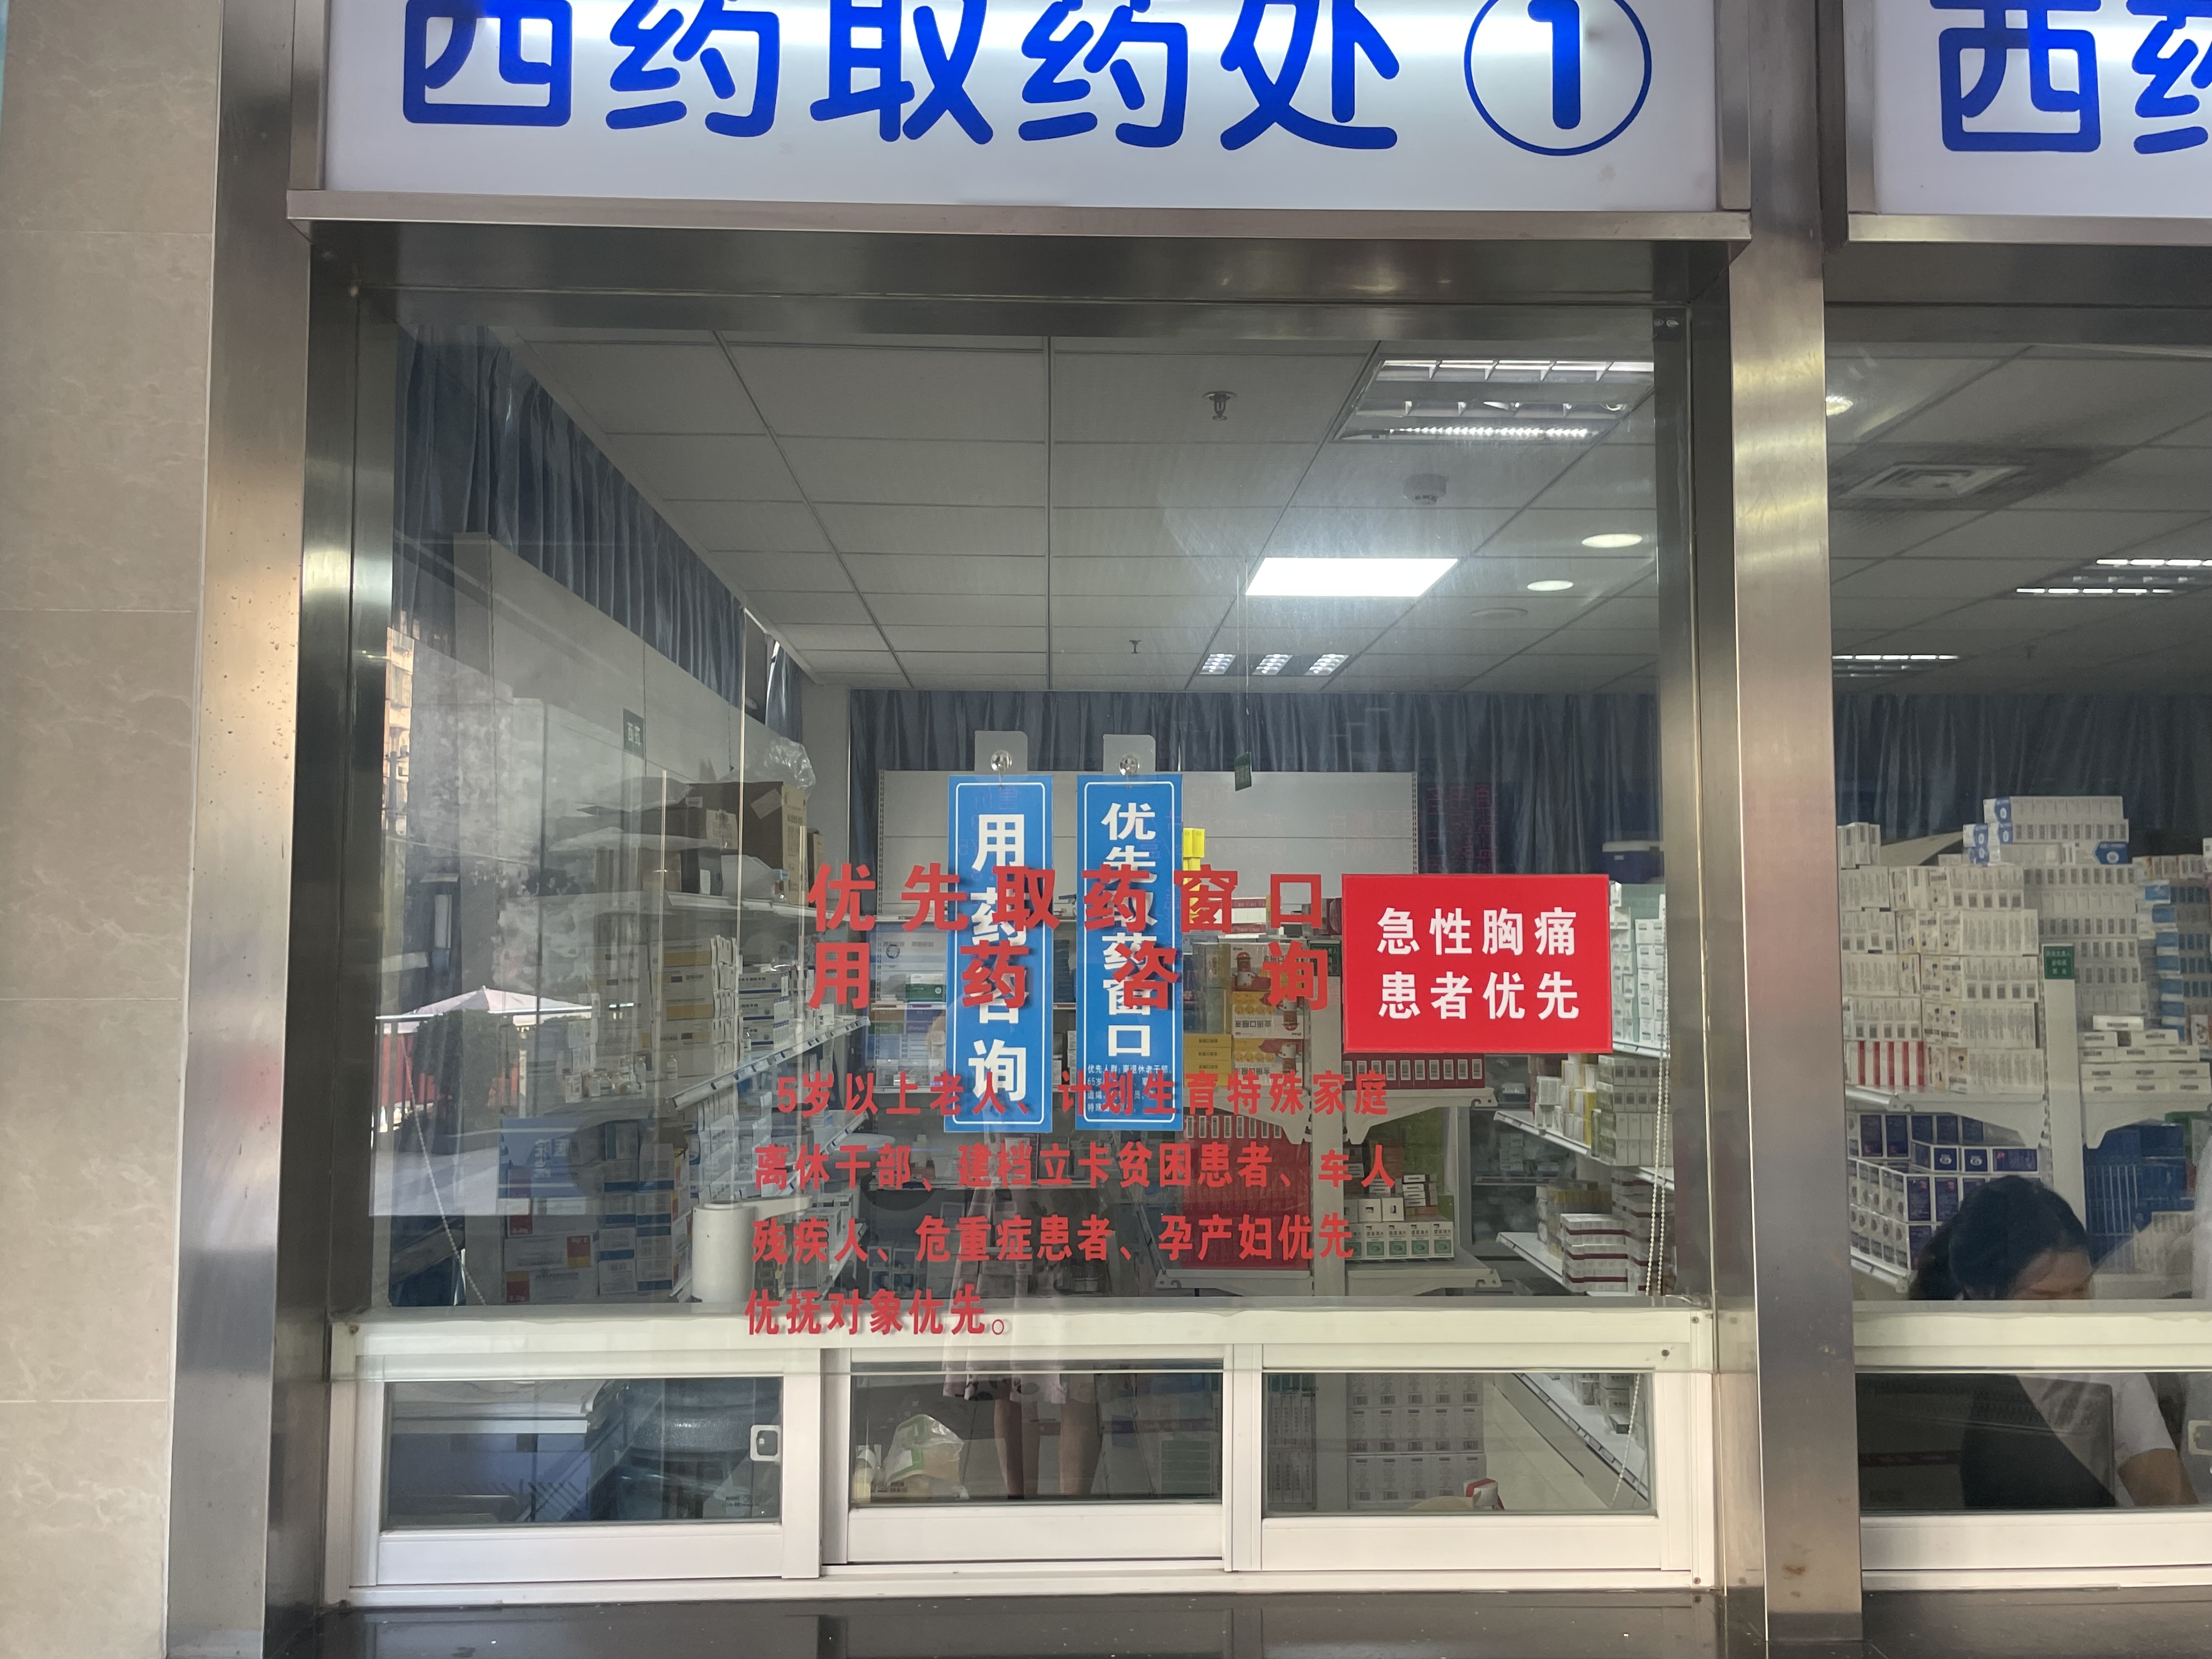 西药取药处 ①
西药
用药咨询
优先取药窗口
优先取药窗口
用药咨询
急性胸痛
患者优先
5岁以上老人、计划生育特殊家庭
离休干部、建档立卡贫困患者、车人
残疾人、危重症患者、孕产妇优先
优抚对象优先。